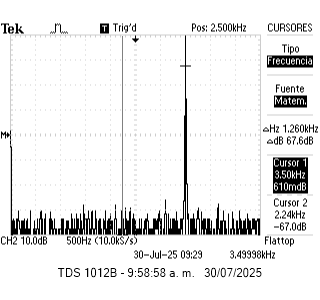 Tek T Trig'd Pos: 2.500kHz CURSORES
Tipo
Frecuencia
Fuente
Matem.
△Hz 1.260kHz
△dB 67.6dB
M
Cursor 1
3.50kHz
610mdB
Cursor 2
2.24kHz
-67.0dB
CH2 10.0dB 500Hz (10.0kS/s) Flattop
30-Jul-25 09:29 3.49998kHz
TDS 1012B - 9:58:58 a. m. 30/07/2025